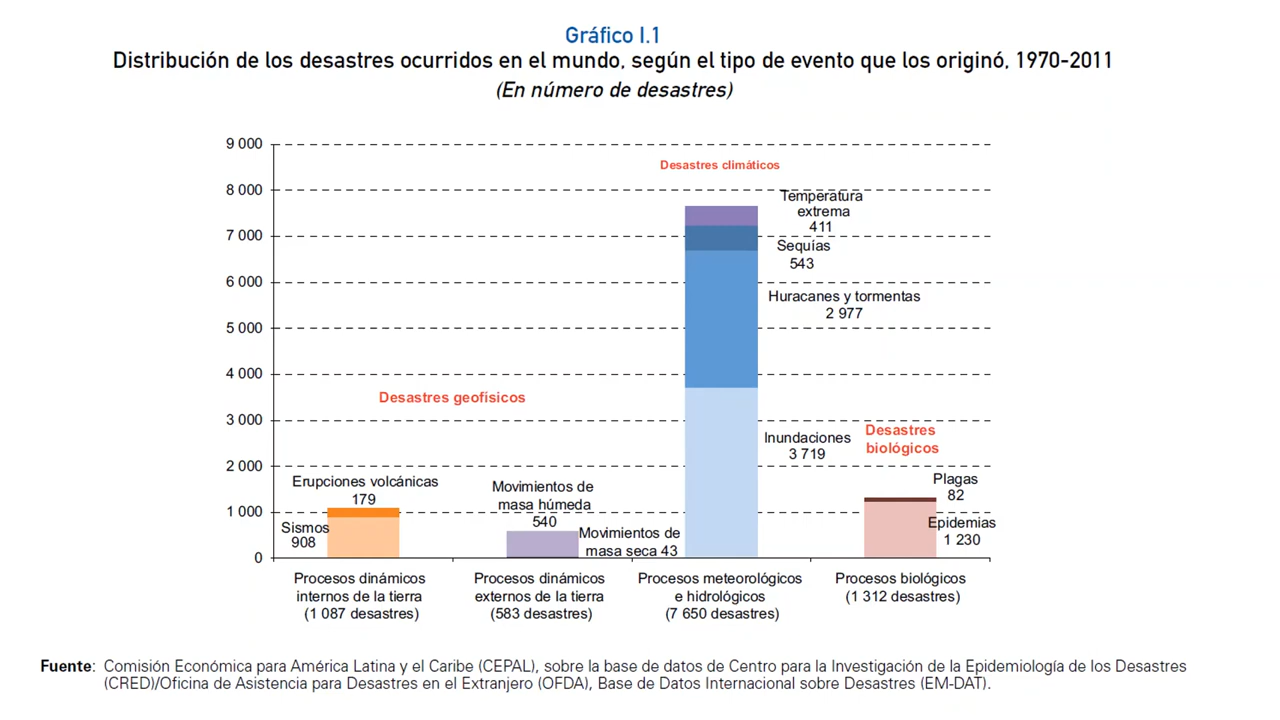 Gráfico I.1
Distribución de los desastres ocurridos en el mundo, según el tipo de evento que los originó, 1970-2011
(En número de desastres)
9 000
8 000
7 000
6 000
5 000
4 000
3 000
2 000
1 000
0
Desastres geofísicos
Desastres climáticos
Desastres
biológicos
Erupciones volcánicas
179
Sismos
908
Movimientos de
masa húmeda
540
Movimientos de
masa seca 43
Temperatura
extrema
411
Sequías
543
Huracanes y tormentas
2 977
Inundaciones
3 719
Plagas
82
Epidemias
1 230
Procesos dinámicos
internos de la tierra
(1 087 desastres)
Procesos dinámicos
externos de la tierra
(583 desastres)
Procesos meteorológicos
e hidrológicos
(7 650 desastres)
Procesos biológicos
(1 312 desastres)
Fuente: Comisión Económica para América Latina y el Caribe (CEPAL), sobre la base de datos de Centro para la Investigación de la Epidemiología de los Desastres
(CRED)/Oficina de Asistencia para Desastres en el Extranjero (OFDA), Base de Datos Internacional sobre Desastres (EM-DAT).